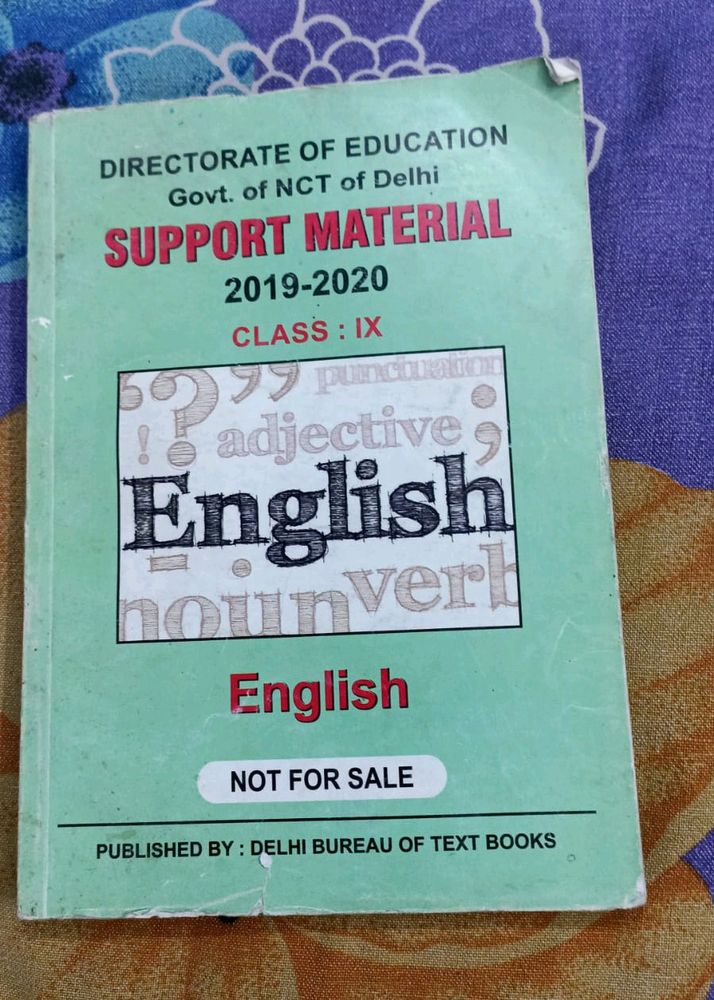 DIRECTORATE OF EDUCATION
Govt. of NCT of Delhi
SUPPORT MATERIAL
2019-2020
CLASS : IX
‘!?” punctuation
adjective ;
English
noun verb
English
NOT FOR SALE
PUBLISHED BY : DELHI BUREAU OF TEXT BOOKS